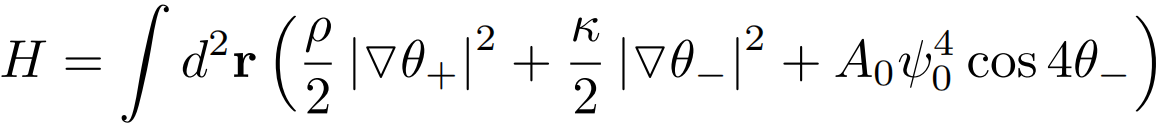 H = ∫ d²𝐫 ( ρ/2 |▽θ₊|² + κ/2 |▽θ₋|² + A₀ψ₀⁴ cos 4θ₋ )